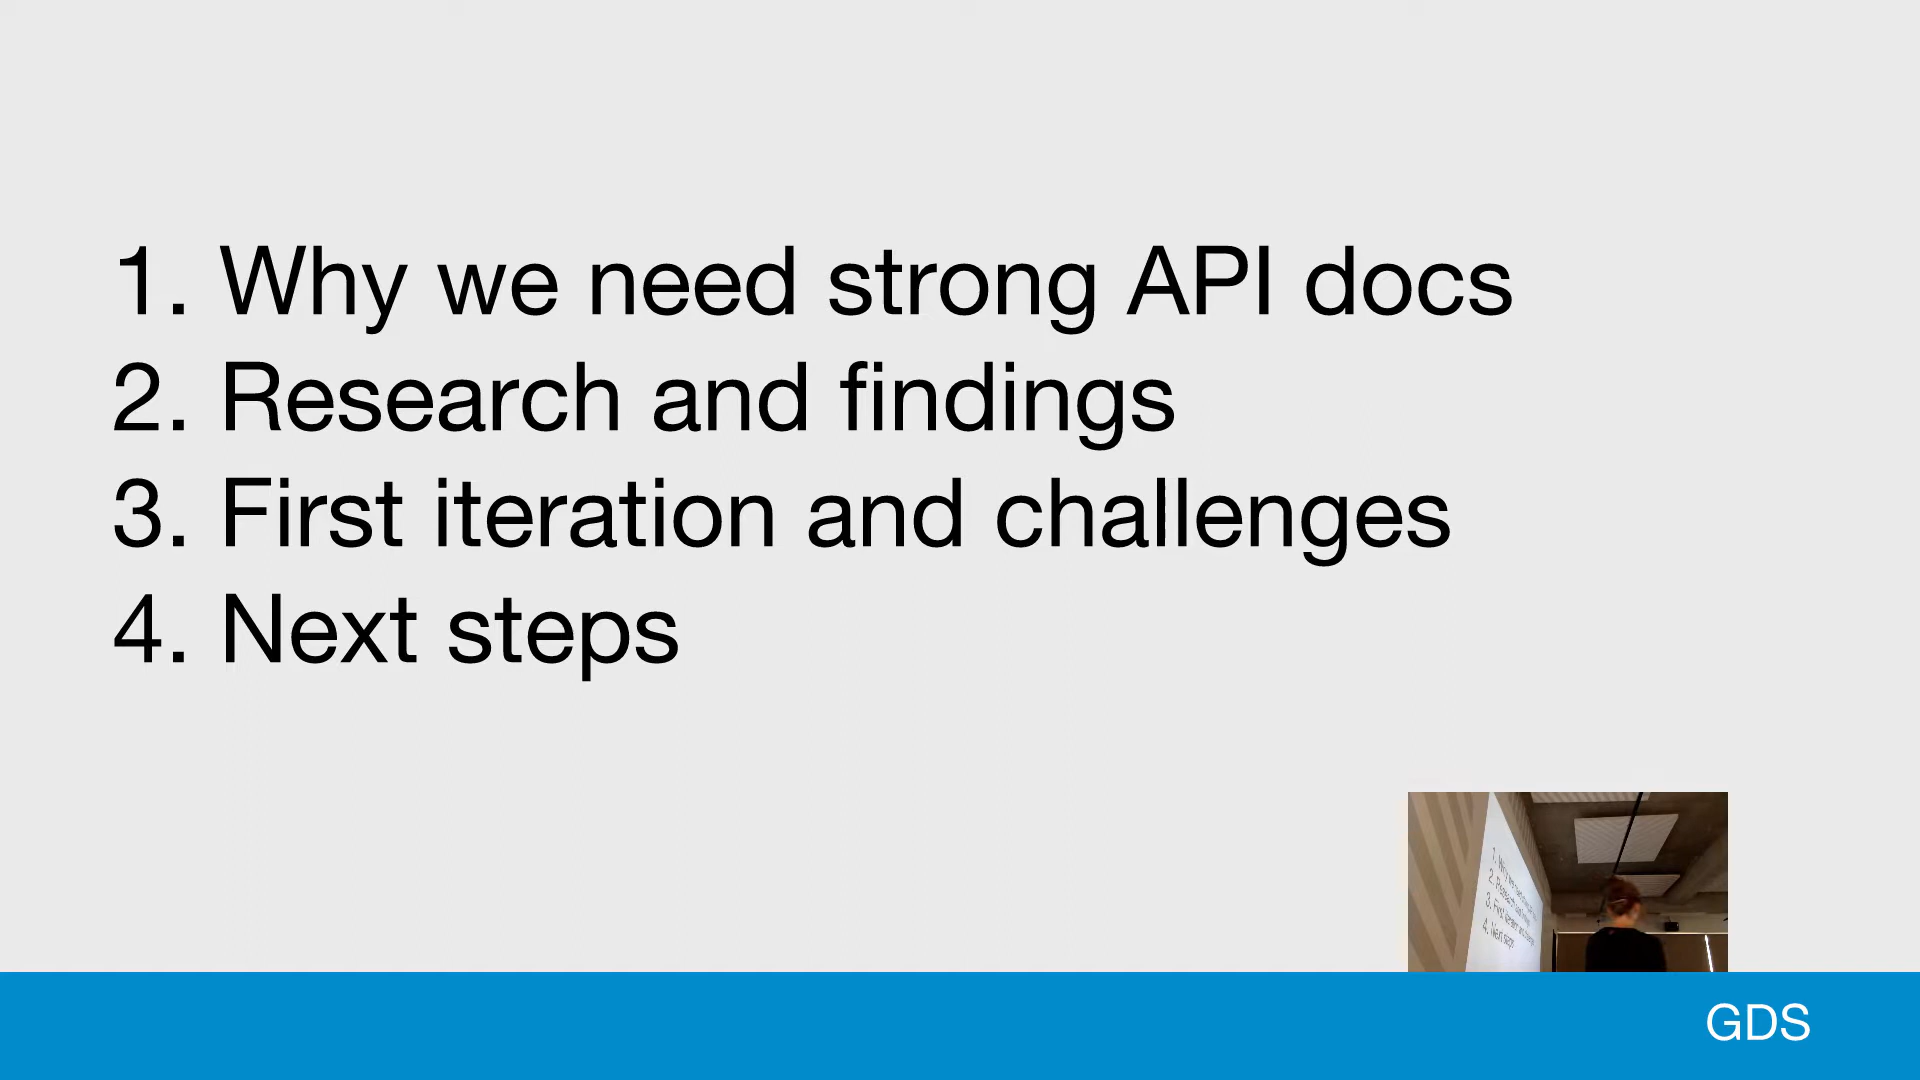 1. Why we need strong API docs
2. Research and findings
3. First iteration and challenges
4. Next steps
GDS